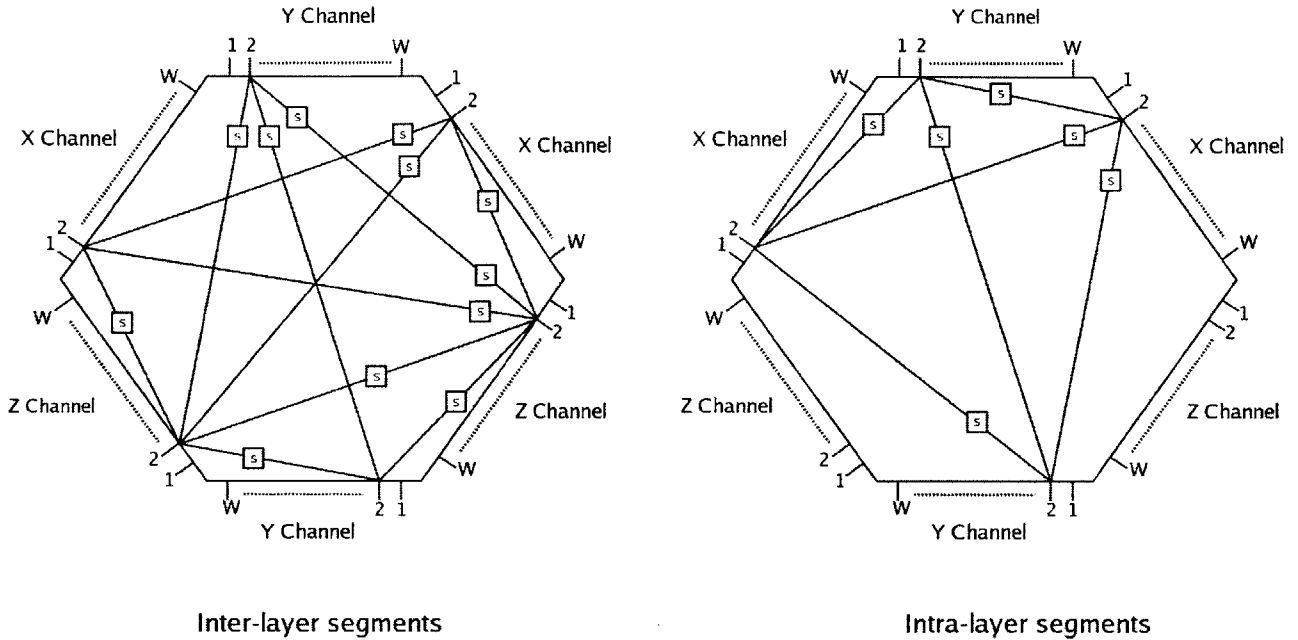 Y Channel
1 2 W
W
1
2
X Channel
X Channel
s
s
s
s
s
s
s
s
s
s
s
s
2
1
W
W
1
2
Z Channel
Z Channel
2
1
W
W
2 1
Y Channel
Inter-layer segments
Y Channel
1 2 W
W
1
2
X Channel
X Channel
s
s
s
s
s
s
2
1
W
W
1
2
Z Channel
Z Channel
2
1
W
W
2 1
Y Channel
Intra-layer segments